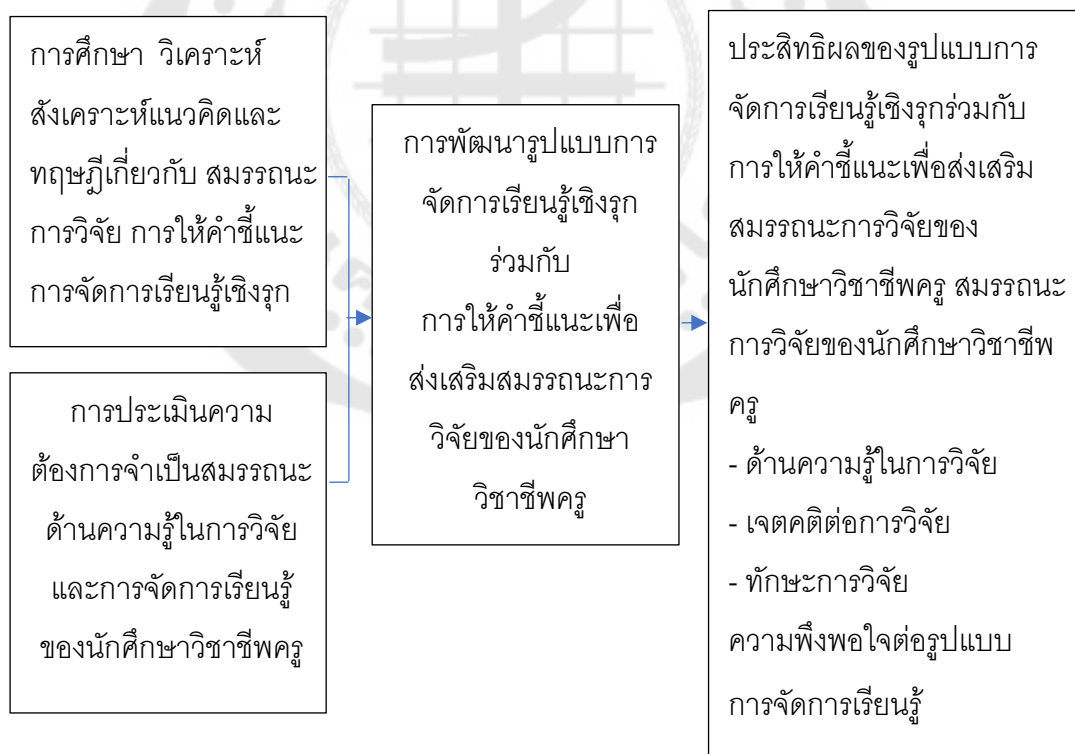 การศึกษา วิเคราะห์
สังเคราะห์แนวคิดและ
ทฤษฎีเกี่ยวกับ สมรรถนะ
การวิจัย การให้คำชี้แนะ
การจัดการเรียนรู้เชิงรุก
การประเมินความ
ต้องการจำเป็นสมรรถนะ
ด้านความรู้ในการวิจัย
และการจัดการเรียนรู้
ของนักศึกษาวิชาชีพครู
การพัฒนารูปแบบการ
จัดการเรียนรู้เชิงรุก
ร่วมกับ
การให้คำชี้แนะเพื่อ
ส่งเสริมสมรรถนะการ
วิจัยของนักศึกษา
วิชาชีพครู
ประสิทธิผลของรูปแบบการ
จัดการเรียนรู้เชิงรุกร่วมกับ
การให้คำชี้แนะเพื่อส่งเสริม
สมรรถนะการวิจัยของ
นักศึกษาวิชาชีพครู สมรรถนะ
การวิจัยของนักศึกษาวิชาชีพ
ครู
- ด้านความรู้ในการวิจัย
- เจตคติต่อการวิจัย
- ทักษะการวิจัย
ความพึงพอใจต่อรูปแบบ
การจัดการเรียนรู้